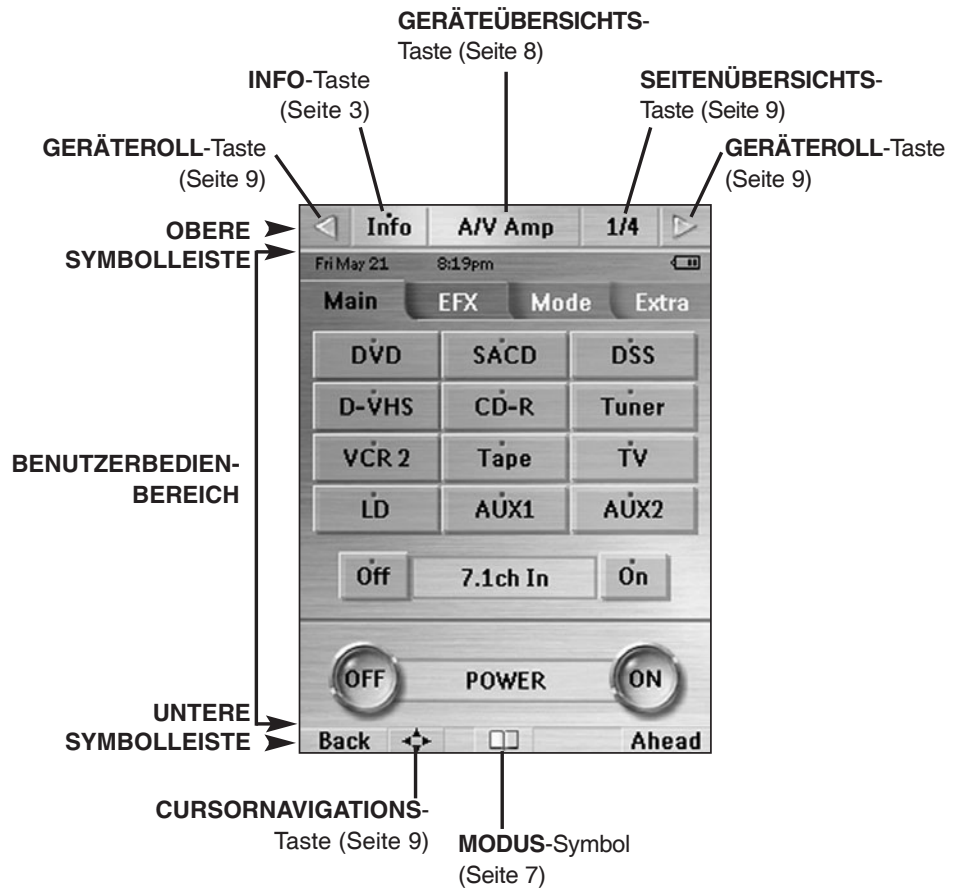 GERÄTEÜBERSICHTS-
Taste (Seite 8)
INFO-Taste
(Seite 3)
SEITENÜBERSICHTS-
Taste (Seite 9)
GERÄTEROLL-Taste
(Seite 9)
GERÄTEROLL-Taste
(Seite 9)
OBERE
SYMBOLLEISTE
Info A/V Amp 1/4
Fri May 21 8:19pm
Main EFX Mode Extra
DVD SACD DSS
D-VHS CD-R Tuner
VCR 2 Tape TV
LD AUX1 AUX2
BENUTZERBEDIEN-
BEREICH
Off 7.1ch In On
OFF POWER ON
UNTERE
SYMBOLLEISTE
Back Ahead
CURSORNAVIGATIONS-
Taste (Seite 9)
MODUS-Symbol
(Seite 7)